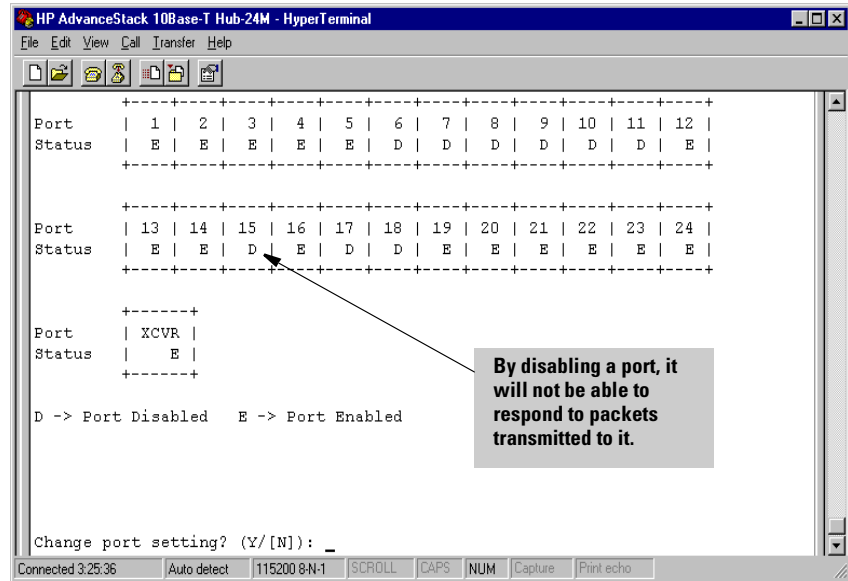 HP AdvanceStack 10Base-T Hub-24M - HyperTerminal
File Edit View Call Transfer Help
+----+----+----+----+----+----+----+----+----+----+----+----+
Port | 1 | 2 | 3 | 4 | 5 | 6 | 7 | 8 | 9 | 10 | 11 | 12 |
Status | E | E | E | E | E | D | D | D | D | D | D | E |
+----+----+----+----+----+----+----+----+----+----+----+----+
+----+----+----+----+----+----+----+----+----+----+----+----+
Port | 13 | 14 | 15 | 16 | 17 | 18 | 19 | 20 | 21 | 22 | 23 | 24 |
Status | E | E | D | E | D | D | E | E | E | E | E | E |
+----+----+----+----+----+----+----+----+----+----+----+----+
+------+
Port | XCVR |
Status | E |
+------+
By disabling a port, it
will not be able to
respond to packets
transmitted to it.
D -> Port Disabled E -> Port Enabled
Change port setting? (Y/[N]): _
Connected 3:25:36 Auto detect 115200 8-N-1 SCROLL CAPS NUM Capture Print echo